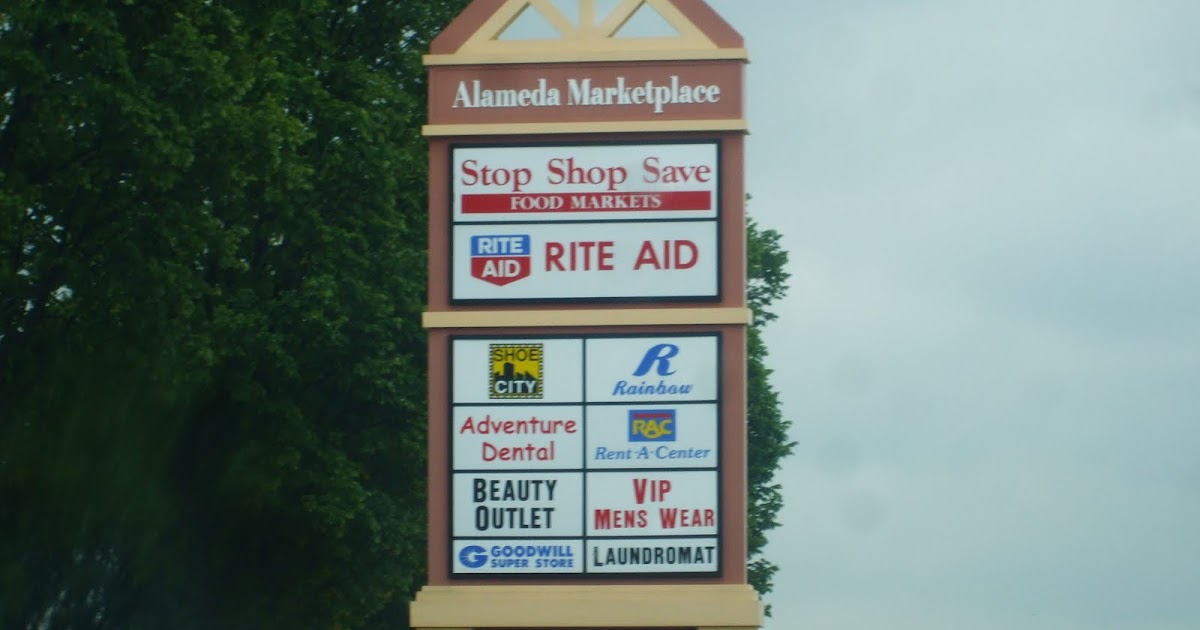 Alameda Marketplace
Stop Shop Save
FOOD MARKETS
RITE
AID
RITE AID
SHOE
CITY
R
Rainbow
Adventure
Dental
RAC
Rent-A-Center
BEAUTY
OUTLET
VIP
MENS WEAR
G GOODWILL
SUPER STORE
LAUNDROMAT